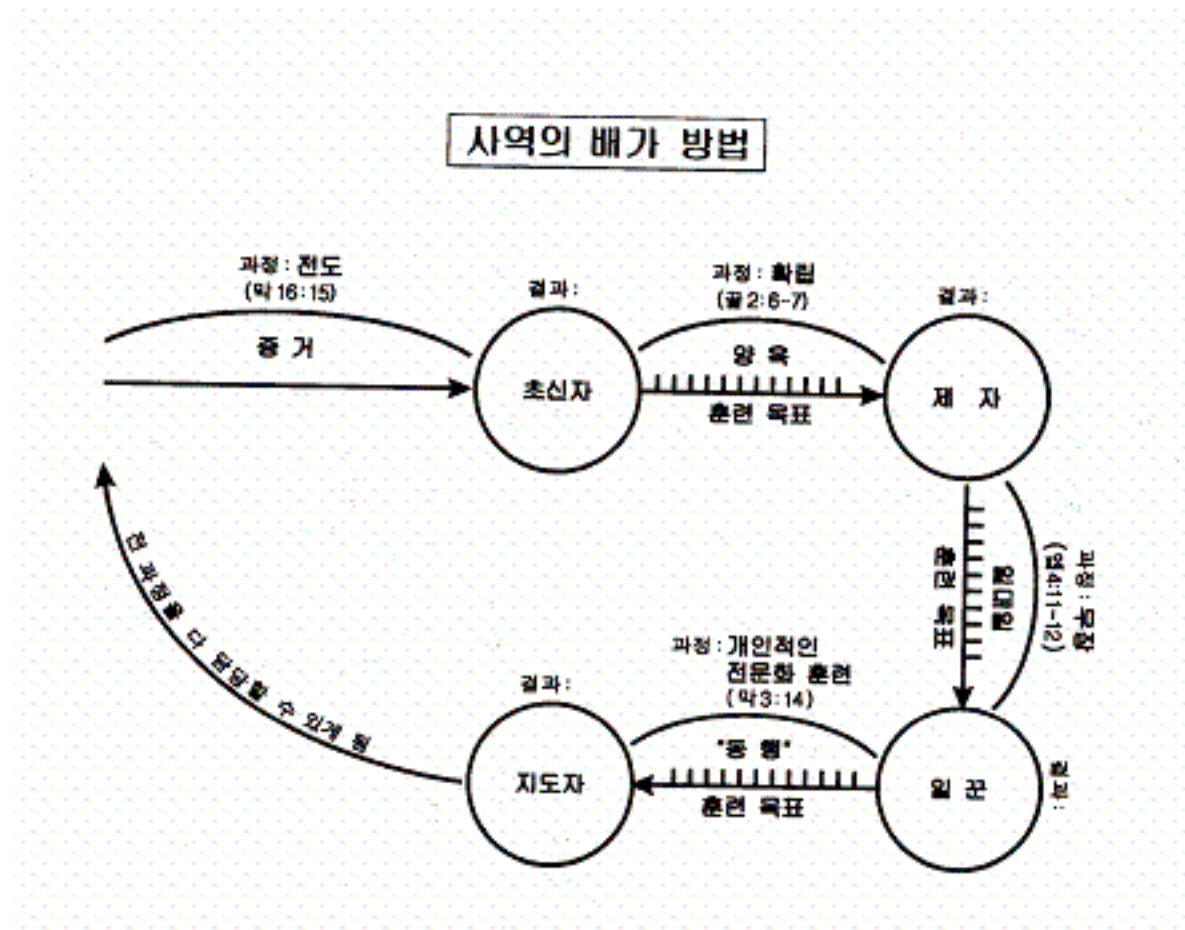 사역의 배가 방법
과정 : 전도
(막 16:15)
증 거
결과 :
초신자
과정 : 확립
(골 2:6-7)
양 육
훈련 목표
결과 :
제 자
과정 : 무장
(엡4:11-12)
일대일
훈련 목표
결과 :
일 꾼
과정 : 개인적인
전문화 훈련
(막3:14)
"동 행"
훈련 목표
결과 :
지도자
전 과정을 다 담당할 수 있게 됨